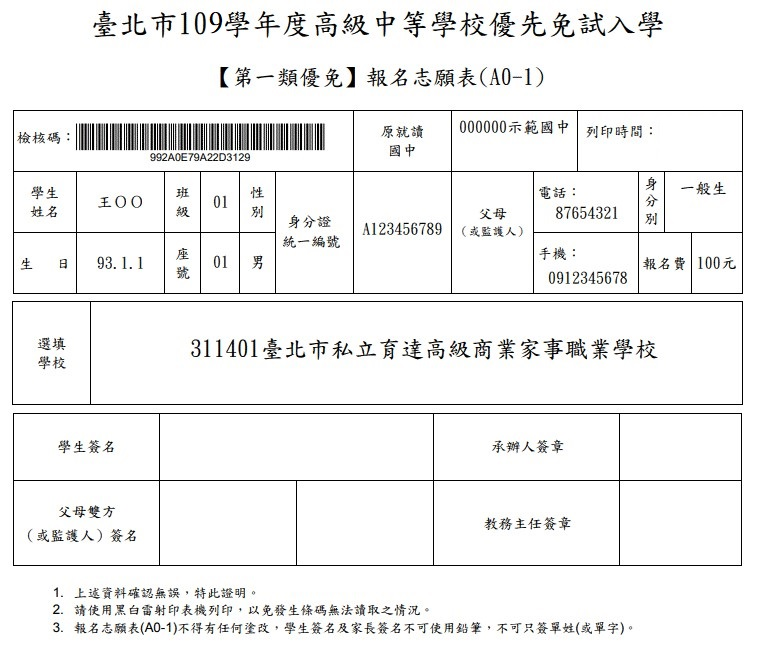 臺北市109學年度高級中等學校優先免試入學
【第一類優免】報名志願表(A0-1)
檢核碼：
992A0E79A22D3129
原就讀
國中
000000示範國中
列印時間：
學生
姓名
王○○
班
級
01
性
別
身分證
統一編號
A123456789
父母
（或監護人）
電話：
87654321
身
分
別
一般生
生 日
93.1.1
座
號
01
男
手機：
0912345678
報名費
100元
選填
學校
311401臺北市私立育達高級商業家事職業學校
學生簽名
承辦人簽章
父母雙方
（或監護人）簽名
教務主任簽章
1. 上述資料確認無誤，特此證明。
2. 請使用黑白雷射印表機列印，以免發生條碼無法讀取之情況。
3. 報名志願表(A0-1)不得有任何塗改，學生簽名及家長簽名不可使用鉛筆，不可只簽單姓(或單字)。